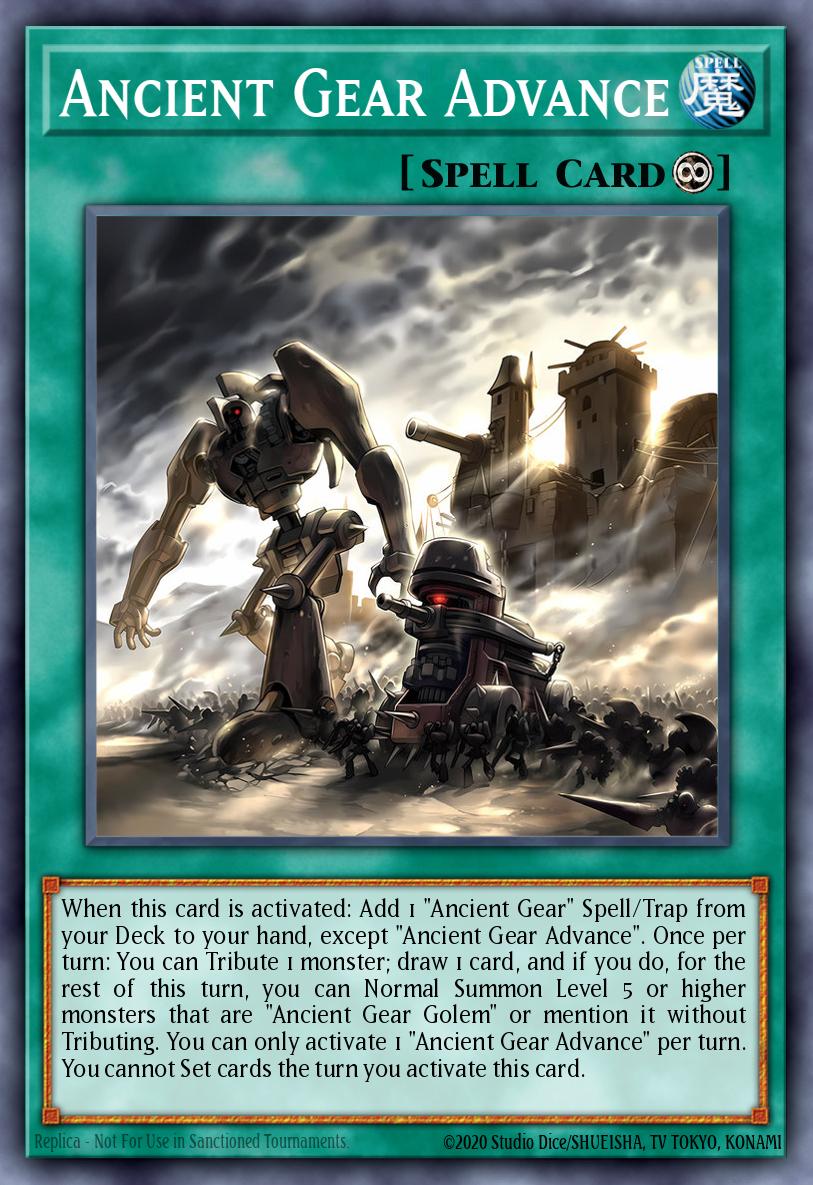 Ancient Gear Advance
SPELL
魔
[Spell Card]
When this card is activated: Add 1 "Ancient Gear" Spell/Trap from
your Deck to your hand, except "Ancient Gear Advance". Once per
turn: You can Tribute 1 monster; draw 1 card, and if you do, for the
rest of this turn, you can Normal Summon Level 5 or higher
monsters that are "Ancient Gear Golem" or mention it without
Tributing. You can only activate 1 "Ancient Gear Advance" per turn.
You cannot Set cards the turn you activate this card.
Replica - Not For Use in Sanctioned Tournaments.
©2020 Studio Dice/SHUEISHA, TV TOKYO, KONAMI